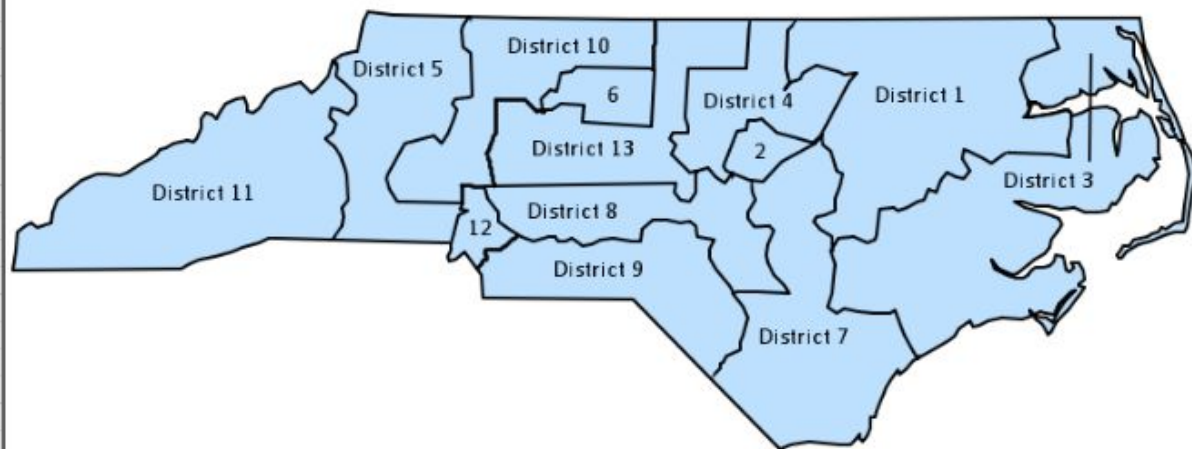 District 10
District 5
6
District 4
District 1
District 13
2
District 3
District 11
District 8
12
District 9
District 7